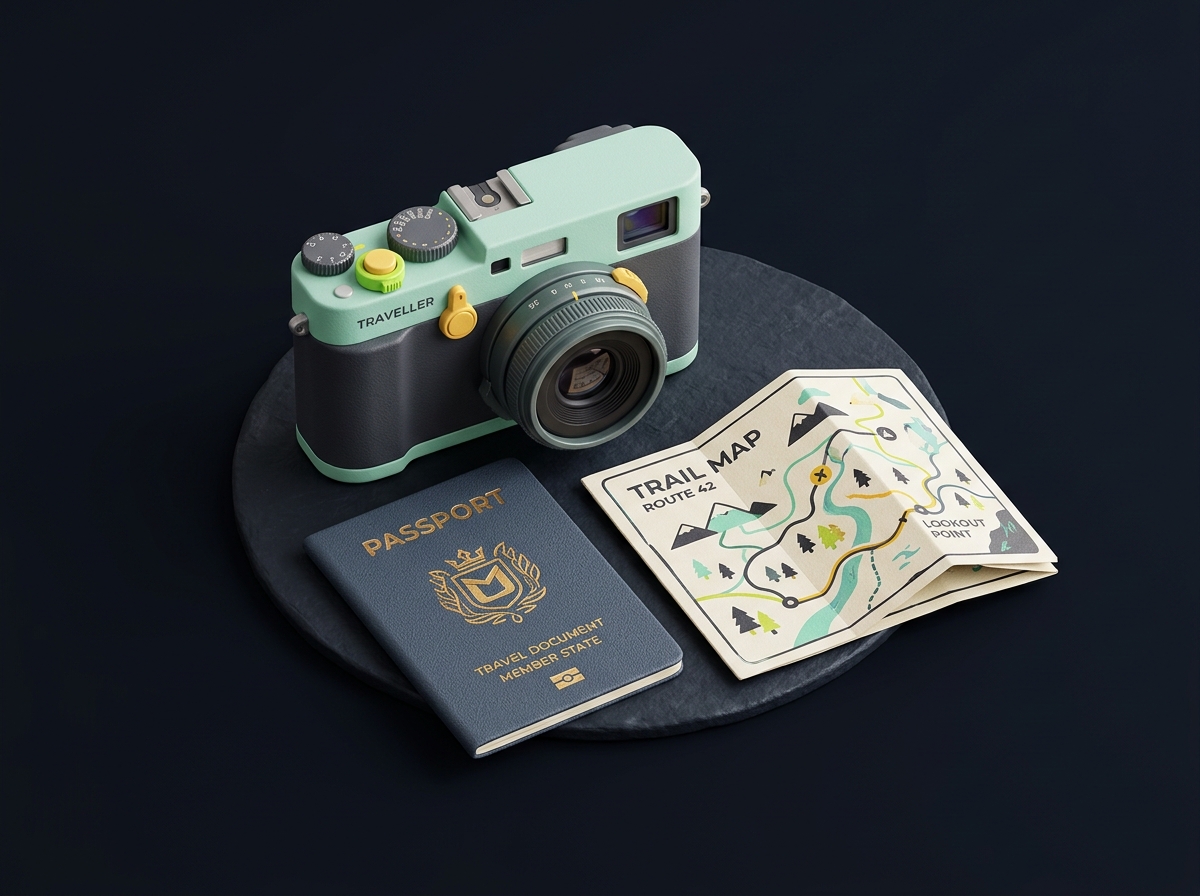 TRAVELLER
PASSPORT
TRAVEL DOCUMENT
MEMBER STATE
TRAIL MAP
ROUTE 42
LOOKOUT
POINT